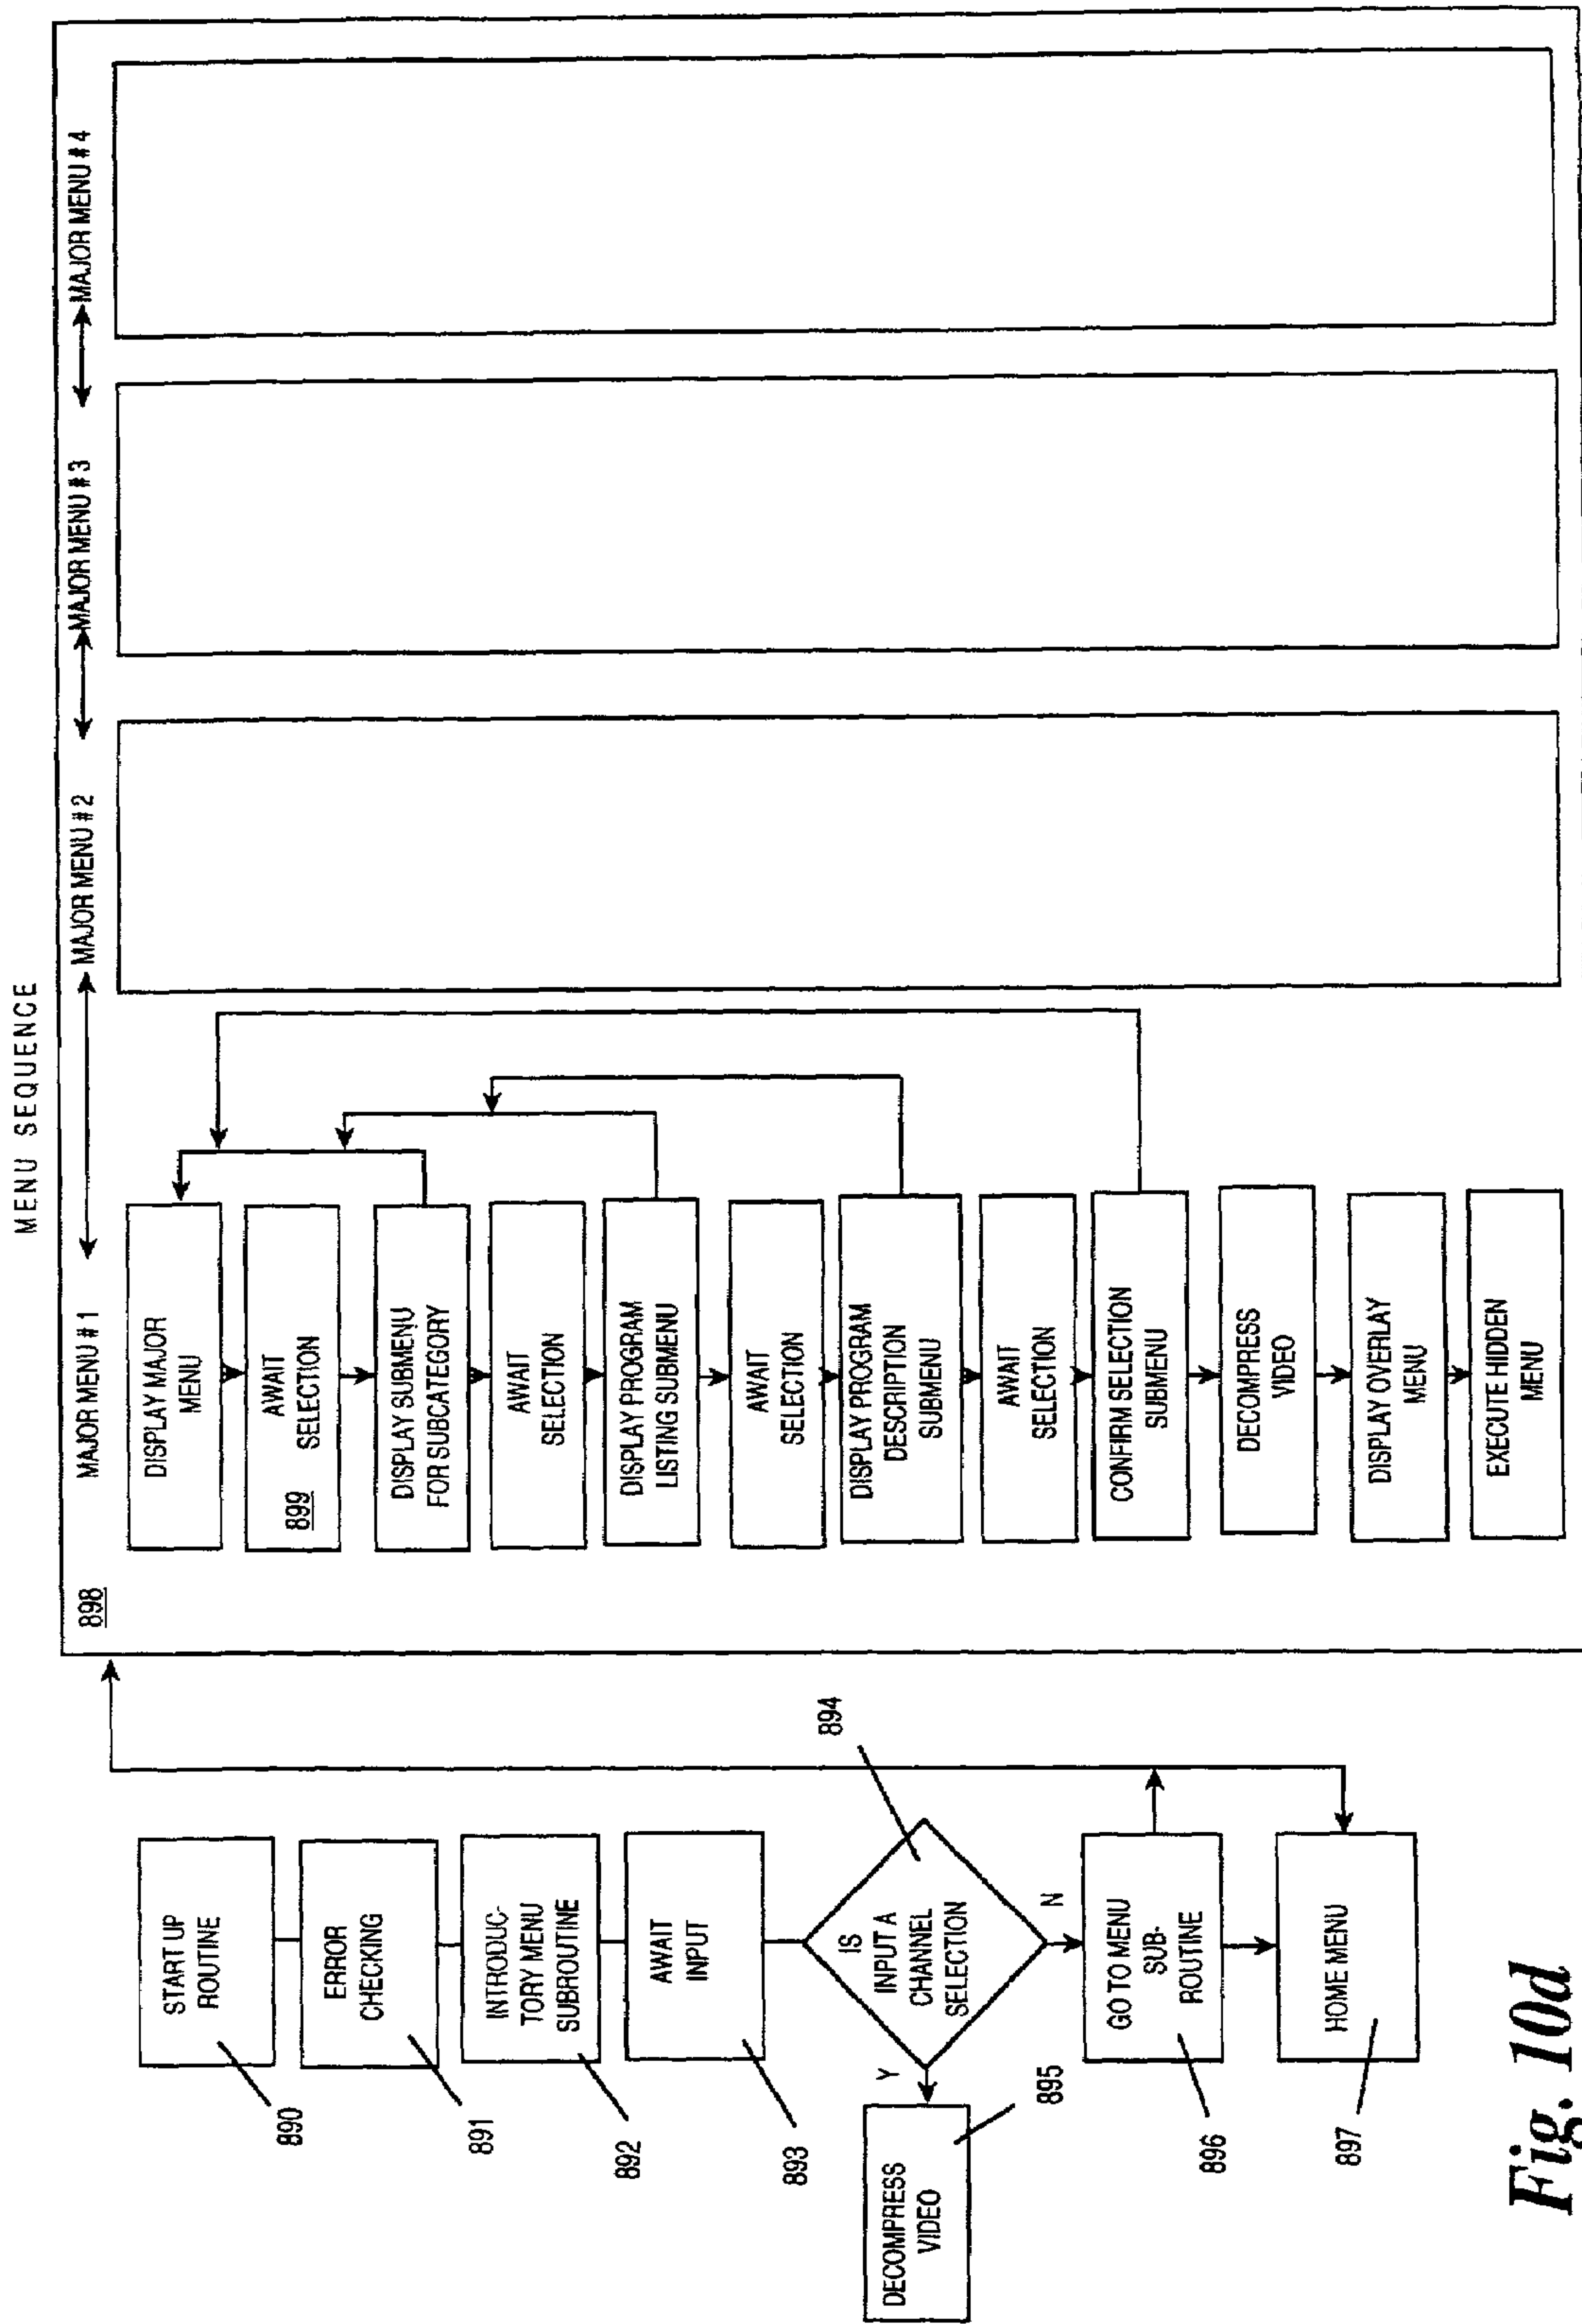 MENU SEQUENCE
MAJOR MENU # 1
MAJOR MENU # 2
MAJOR MENU # 3
MAJOR MENU # 4
898
DISPLAY MAJOR
MENU
AWAIT
SELECTION
899
DISPLAY SUBMENU
FOR SUBCATEGORY
AWAIT
SELECTION
DISPLAY PROGRAM
LISTING SUBMENU
AWAIT
SELECTION
DISPLAY PROGRAM
DESCRIPTION
SUBMENU
AWAIT
SELECTION
CONFIRM SELECTION
SUBMENU
DECOMPRESS
VIDEO
DISPLAY OVERLAY
MENU
EXECUTE HIDDEN
MENU
START UP
ROUTINE
890
ERROR
CHECKING
891
INTRODUC-
TORY MENU
SUBROUTINE
892
AWAIT
INPUT
893
IS
INPUT A
CHANNEL
SELECTION
894
Y
N
DECOMPRESS
VIDEO
895
GO TO MENU
SUB-
ROUTINE
896
HOME MENU
897
Fig. 10d